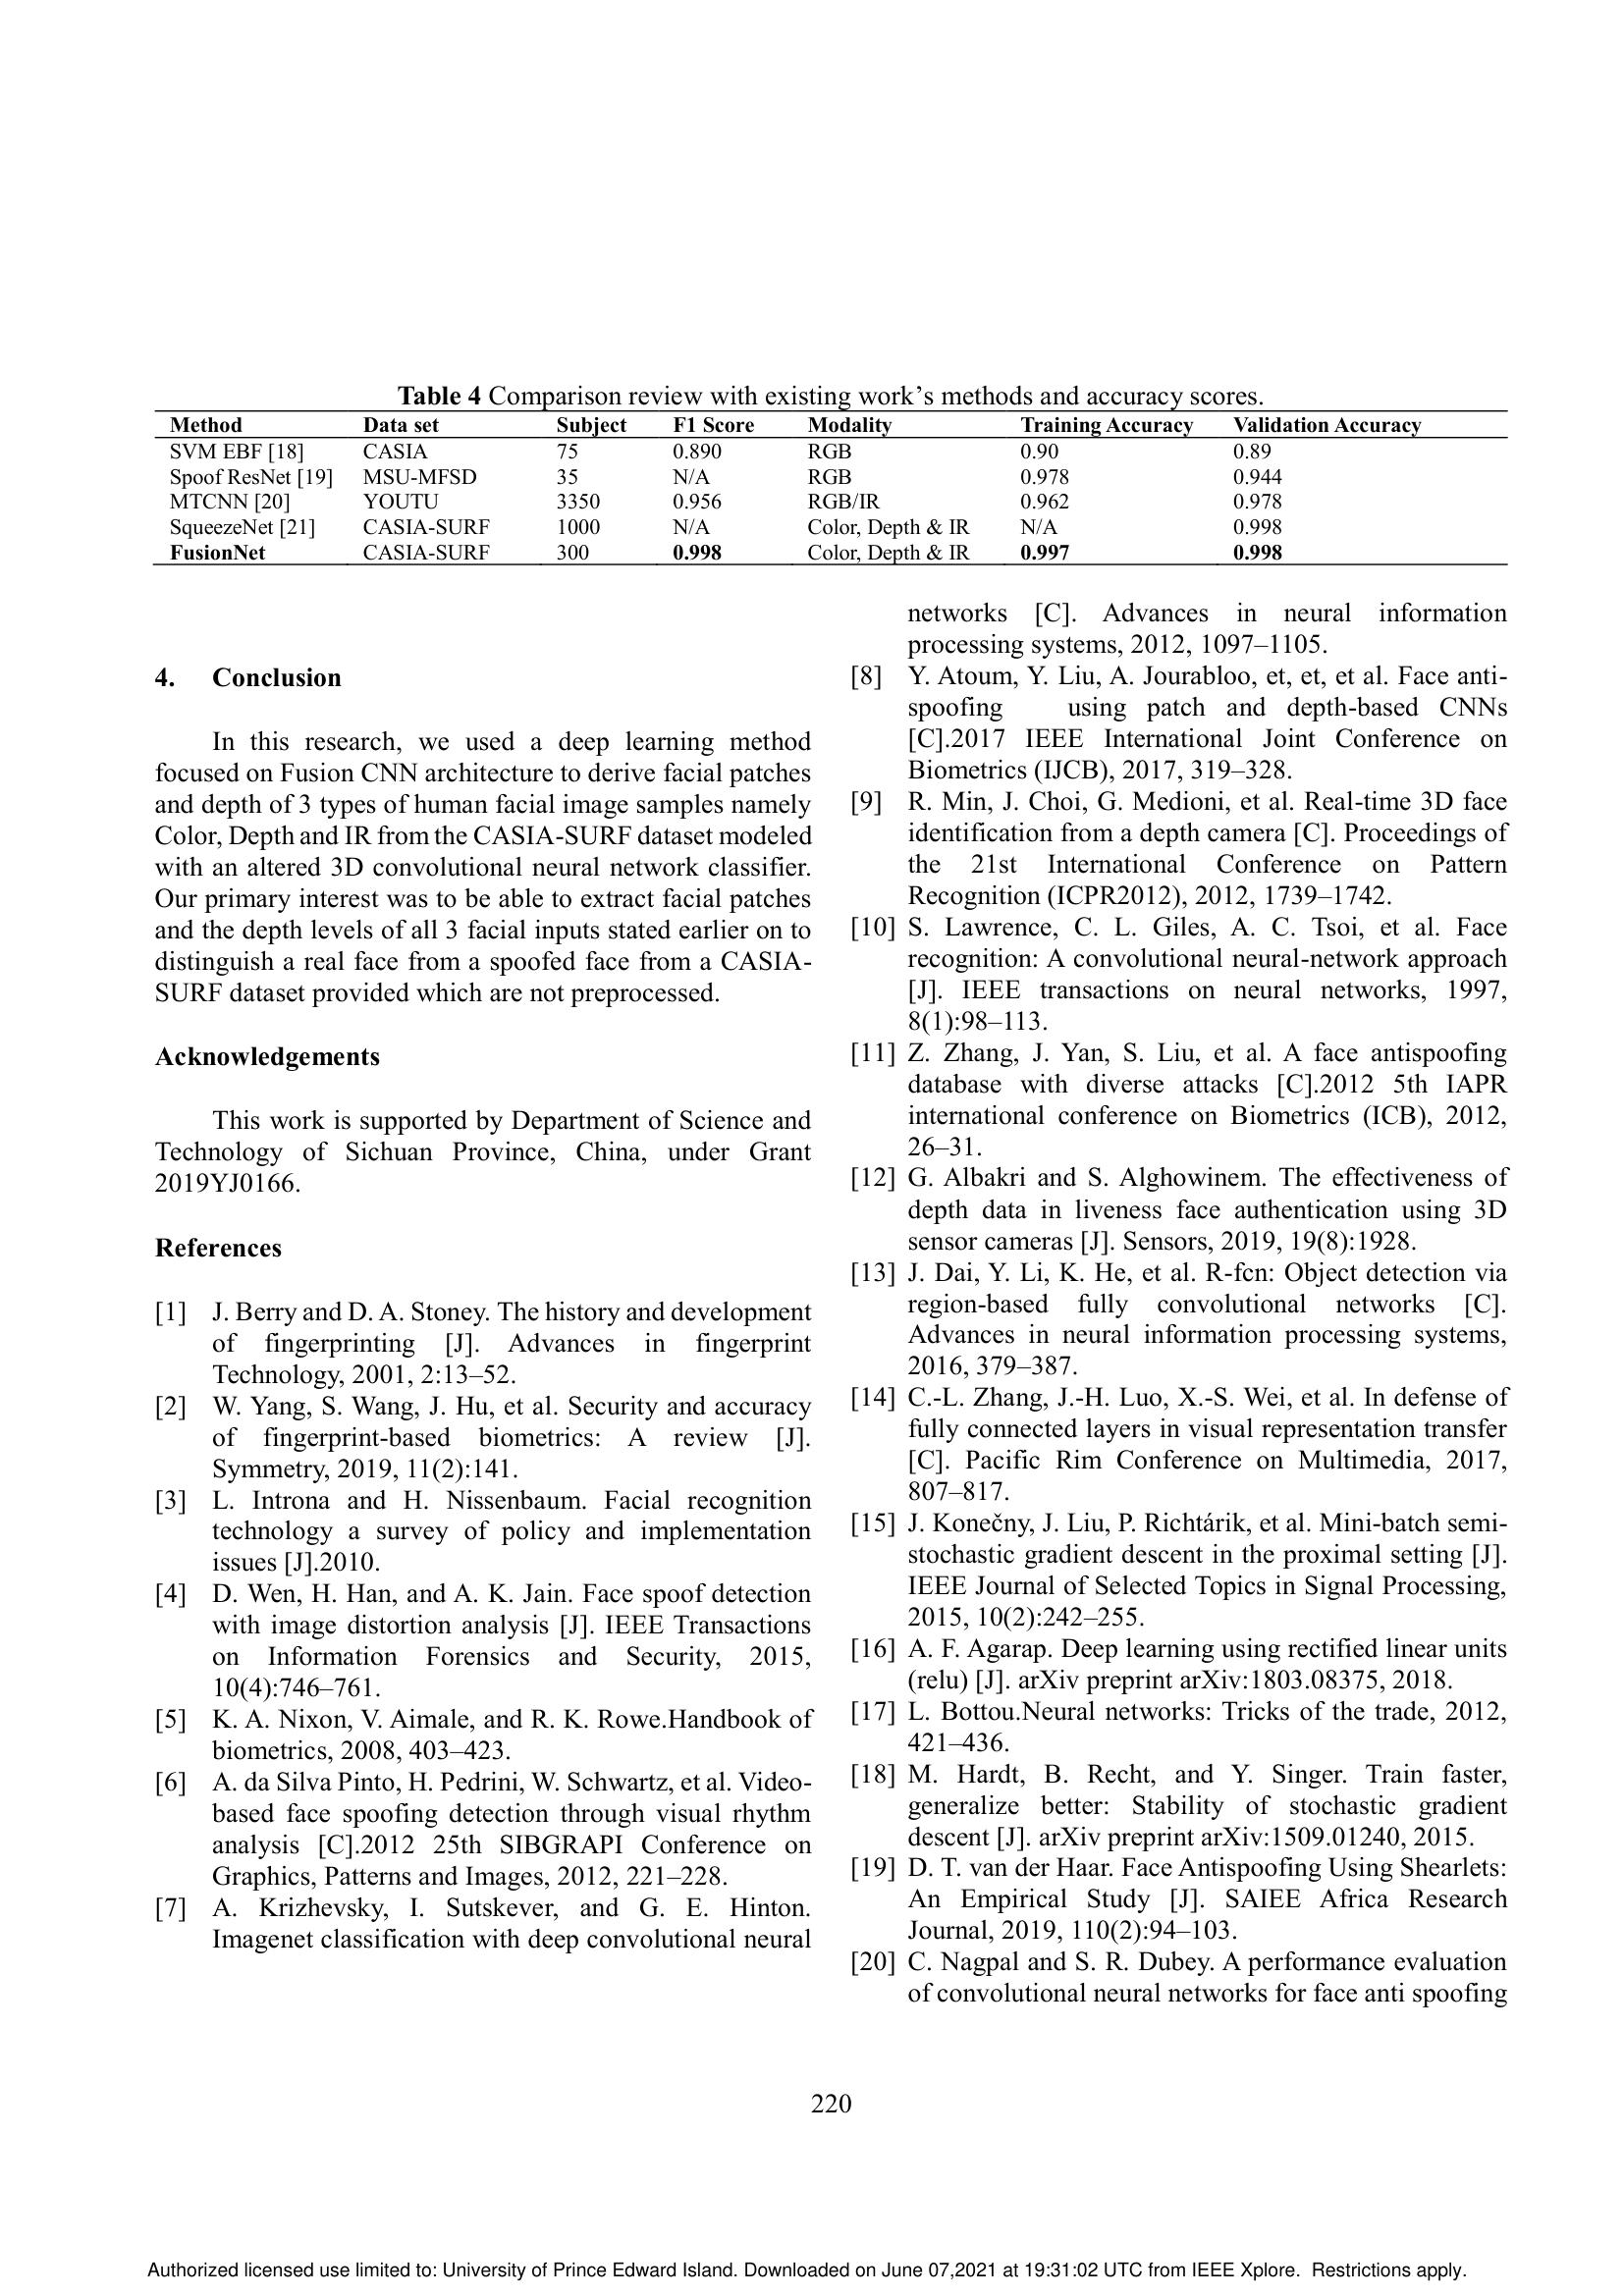 Table 4 Comparison review with existing work’s methods and accuracy scores.
Method Data set Subject F1 Score Modality Training Accuracy Validation Accuracy
SVM EBF [18] CASIA 75 0.890 RGB 0.90 0.89
Spoof ResNet [19] MSU-MFSD 35 N/A RGB 0.978 0.944
MTCNN [20] YOUTU 3350 0.956 RGB/IR 0.962 0.978
SqueezeNet [21] CASIA-SURF 1000 N/A Color, Depth & IR N/A 0.998
FusionNet CASIA-SURF 300 0.998 Color, Depth & IR 0.997 0.998
4. Conclusion
In this research, we used a deep learning method
focused on Fusion CNN architecture to derive facial patches
and depth of 3 types of human facial image samples namely
Color, Depth and IR from the CASIA-SURF dataset modeled
with an altered 3D convolutional neural network classifier.
Our primary interest was to be able to extract facial patches
and the depth levels of all 3 facial inputs stated earlier on to
distinguish a real face from a spoofed face from a CASIA-
SURF dataset provided which are not preprocessed.
Acknowledgements
This work is supported by Department of Science and
Technology of Sichuan Province, China, under Grant
2019YJ0166.
References
[1] J. Berry and D. A. Stoney. The history and development
of fingerprinting [J]. Advances in fingerprint
Technology, 2001, 2:13–52.
[2] W. Yang, S. Wang, J. Hu, et al. Security and accuracy
of fingerprint-based biometrics: A review [J].
Symmetry, 2019, 11(2):141.
[3] L. Introna and H. Nissenbaum. Facial recognition
technology a survey of policy and implementation
issues [J].2010.
[4] D. Wen, H. Han, and A. K. Jain. Face spoof detection
with image distortion analysis [J]. IEEE Transactions
on Information Forensics and Security, 2015,
10(4):746–761.
[5] K. A. Nixon, V. Aimale, and R. K. Rowe.Handbook of
biometrics, 2008, 403–423.
[6] A. da Silva Pinto, H. Pedrini, W. Schwartz, et al. Video-
based face spoofing detection through visual rhythm
analysis [C].2012 25th SIBGRAPI Conference on
Graphics, Patterns and Images, 2012, 221–228.
[7] A. Krizhevsky, I. Sutskever, and G. E. Hinton.
Imagenet classification with deep convolutional neural
networks [C]. Advances in neural information
processing systems, 2012, 1097–1105.
[8] Y. Atoum, Y. Liu, A. Jourabloo, et, et, et al. Face anti-
spoofing using patch and depth-based CNNs
[C].2017 IEEE International Joint Conference on
Biometrics (IJCB), 2017, 319–328.
[9] R. Min, J. Choi, G. Medioni, et al. Real-time 3D face
identification from a depth camera [C]. Proceedings of
the 21st International Conference on Pattern
Recognition (ICPR2012), 2012, 1739–1742.
[10] S. Lawrence, C. L. Giles, A. C. Tsoi, et al. Face
recognition: A convolutional neural-network approach
[J]. IEEE transactions on neural networks, 1997,
8(1):98–113.
[11] Z. Zhang, J. Yan, S. Liu, et al. A face antispoofing
database with diverse attacks [C].2012 5th IAPR
international conference on Biometrics (ICB), 2012,
26–31.
[12] G. Albakri and S. Alghowinem. The effectiveness of
depth data in liveness face authentication using 3D
sensor cameras [J]. Sensors, 2019, 19(8):1928.
[13] J. Dai, Y. Li, K. He, et al. R-fcn: Object detection via
region-based fully convolutional networks [C].
Advances in neural information processing systems,
2016, 379–387.
[14] C.-L. Zhang, J.-H. Luo, X.-S. Wei, et al. In defense of
fully connected layers in visual representation transfer
[C]. Pacific Rim Conference on Multimedia, 2017,
807–817.
[15] J. Konečny, J. Liu, P. Richtárik, et al. Mini-batch semi-
stochastic gradient descent in the proximal setting [J].
IEEE Journal of Selected Topics in Signal Processing,
2015, 10(2):242–255.
[16] A. F. Agarap. Deep learning using rectified linear units
(relu) [J]. arXiv preprint arXiv:1803.08375, 2018.
[17] L. Bottou.Neural networks: Tricks of the trade, 2012,
421–436.
[18] M. Hardt, B. Recht, and Y. Singer. Train faster,
generalize better: Stability of stochastic gradient
descent [J]. arXiv preprint arXiv:1509.01240, 2015.
[19] D. T. van der Haar. Face Antispoofing Using Shearlets:
An Empirical Study [J]. SAIEE Africa Research
Journal, 2019, 110(2):94–103.
[20] C. Nagpal and S. R. Dubey. A performance evaluation
of convolutional neural networks for face anti spoofing
220
Authorized licensed use limited to: University of Prince Edward Island. Downloaded on June 07,2021 at 19:31:02 UTC from IEEE Xplore. Restrictions apply.